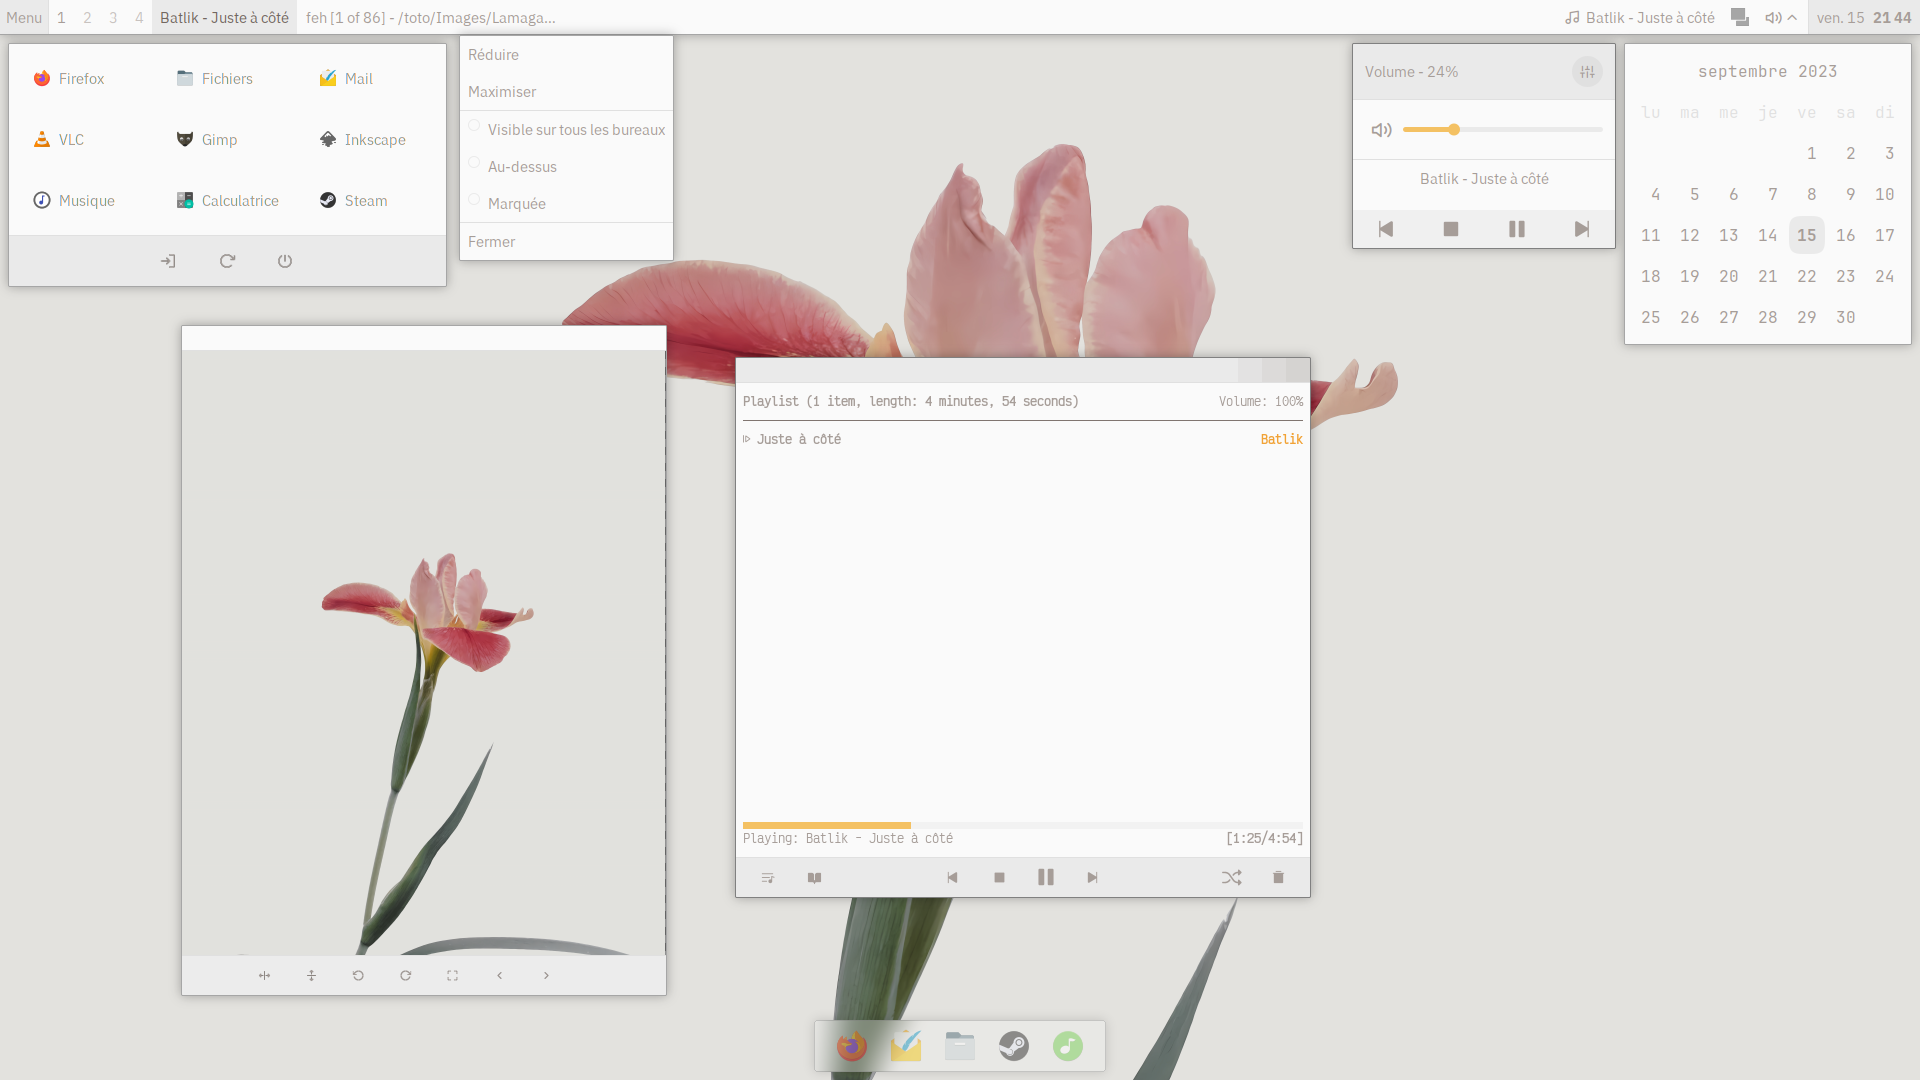 Menu 1 2 3 4 Batlik - Juste à côté feh [1 of 86] - /toto/Images/Lamaga... Batlik - Juste à côté ven. 15 21 44
Firefox Fichiers Mail
VLC Gimp Inkscape
Musique Calculatrice Steam
Réduire
Maximiser
Visible sur tous les bureaux
Au-dessus
Marquée
Fermer
Volume - 24%
Batlik - Juste à côté
septembre 2023
lu ma me je ve sa di
1 2 3
4 5 6 7 8 9 10
11 12 13 14 15 16 17
18 19 20 21 22 23 24
25 26 27 28 29 30
Playlist (1 item, length: 4 minutes, 54 seconds) Volume: 100%
Juste à côté Batlik
Playing: Batlik - Juste à côté [1:25/4:54]